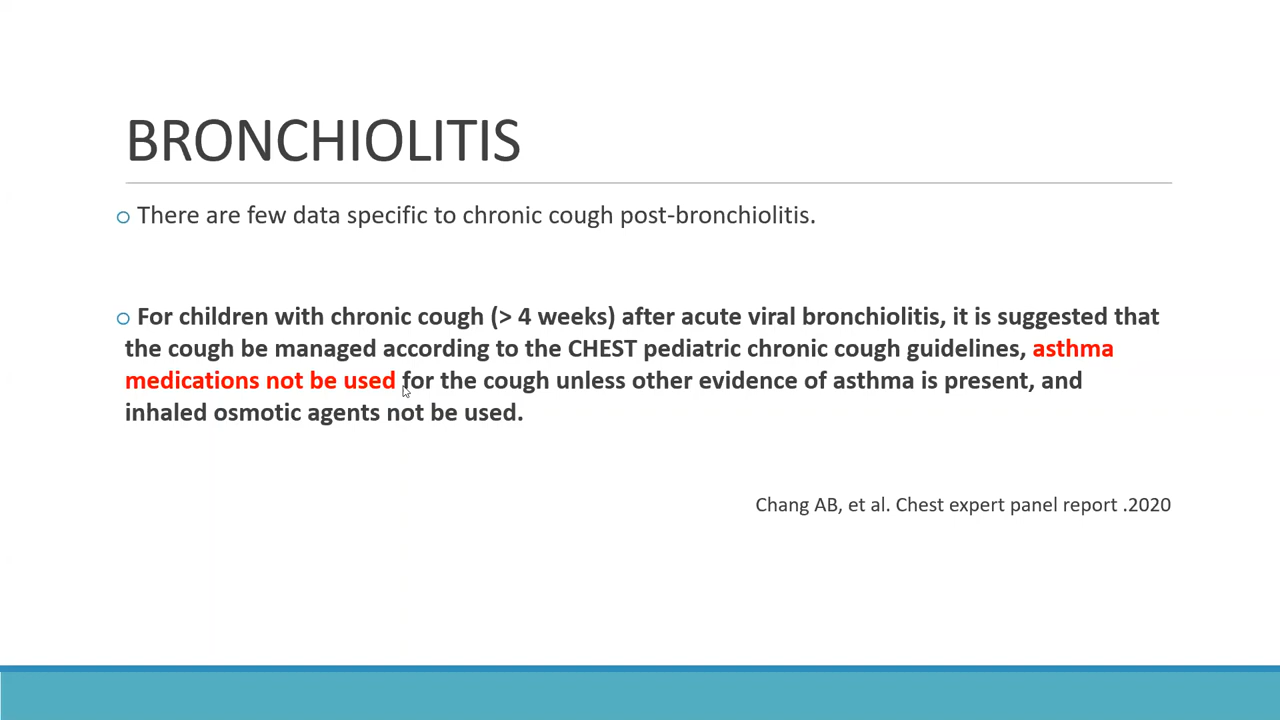 BRONCHIOLITIS
o There are few data specific to chronic cough post-bronchiolitis.
o For children with chronic cough (> 4 weeks) after acute viral bronchiolitis, it is suggested that
the cough be managed according to the CHEST pediatric chronic cough guidelines, asthma
medications not be used for the cough unless other evidence of asthma is present, and
inhaled osmotic agents not be used.
Chang AB, et al. Chest expert panel report .2020